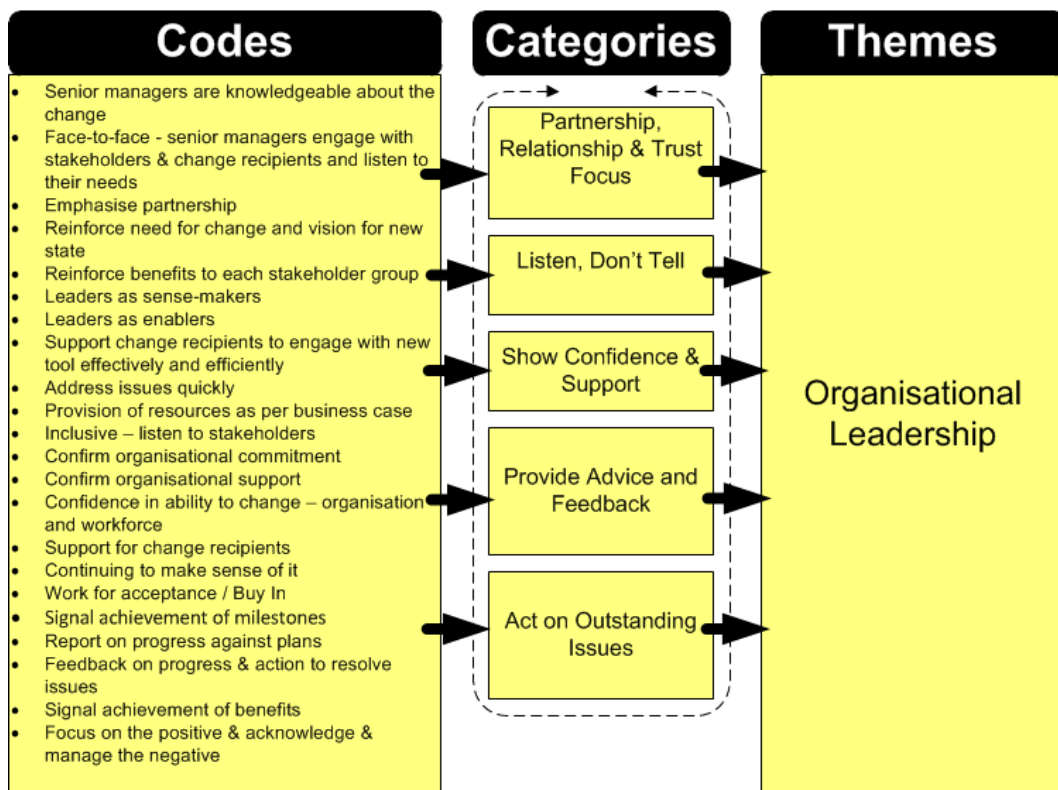 Codes
• Senior managers are knowledgeable about the
change
• Face-to-face - senior managers engage with
stakeholders & change recipients and listen to
their needs
• Emphasise partnership
• Reinforce need for change and vision for new
state
• Reinforce benefits to each stakeholder group
• Leaders as sense-makers
• Leaders as enablers
• Support change recipients to engage with new
tool effectively and efficiently
• Address issues quickly
• Provision of resources as per business case
• Inclusive – listen to stakeholders
• Confirm organisational commitment
• Confirm organisational support
• Confidence in ability to change – organisation
and workforce
• Support for change recipients
• Continuing to make sense of it
• Work for acceptance / Buy In
• Signal achievement of milestones
• Report on progress against plans
• Feedback on progress & action to resolve
issues
• Signal achievement of benefits
• Focus on the positive & acknowledge &
manage the negative
Categories
Partnership,
Relationship & Trust
Focus
Listen, Don't Tell
Show Confidence &
Support
Provide Advice and
Feedback
Act on Outstanding
Issues
Themes
Organisational
Leadership